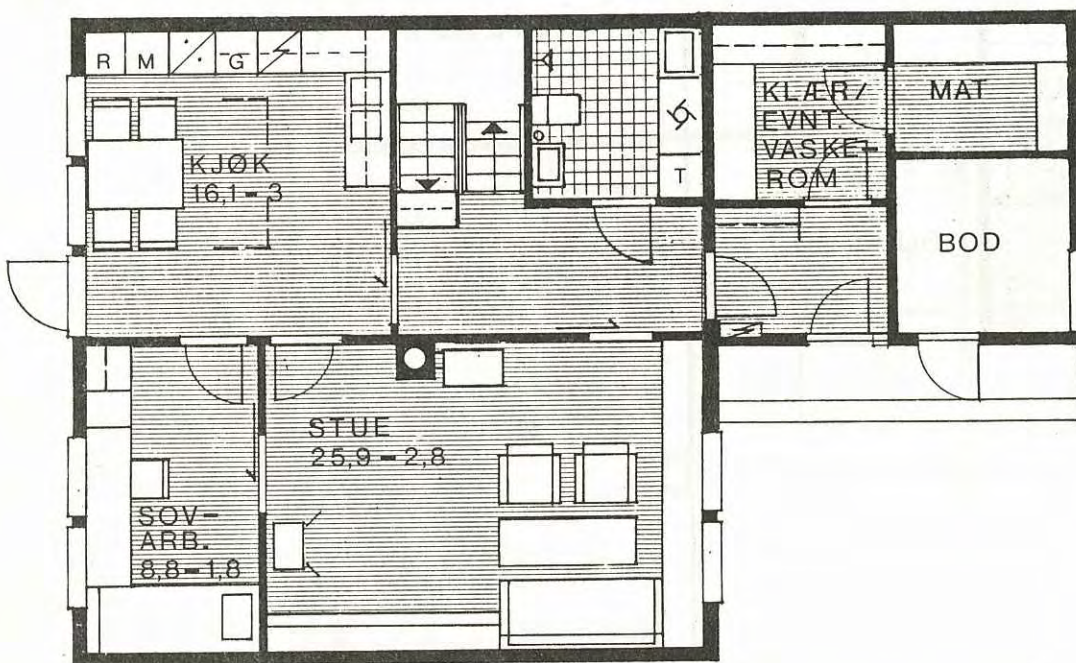 R M G
KJØK
16,1-3
T
KLÆR/
EVNT.
VASKE-
ROM
MAT
BOD
STUE
25,9-2,8
SOV-
ARB.
8,8-1,8